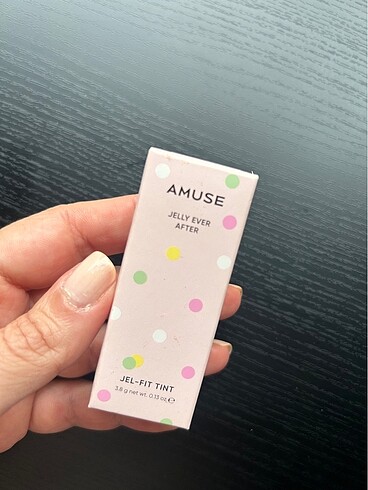 AMUSE
JELLY EVER
AFTER
JEL-FIT TINT
3.8 g net wt. 0.13 oz. ℮